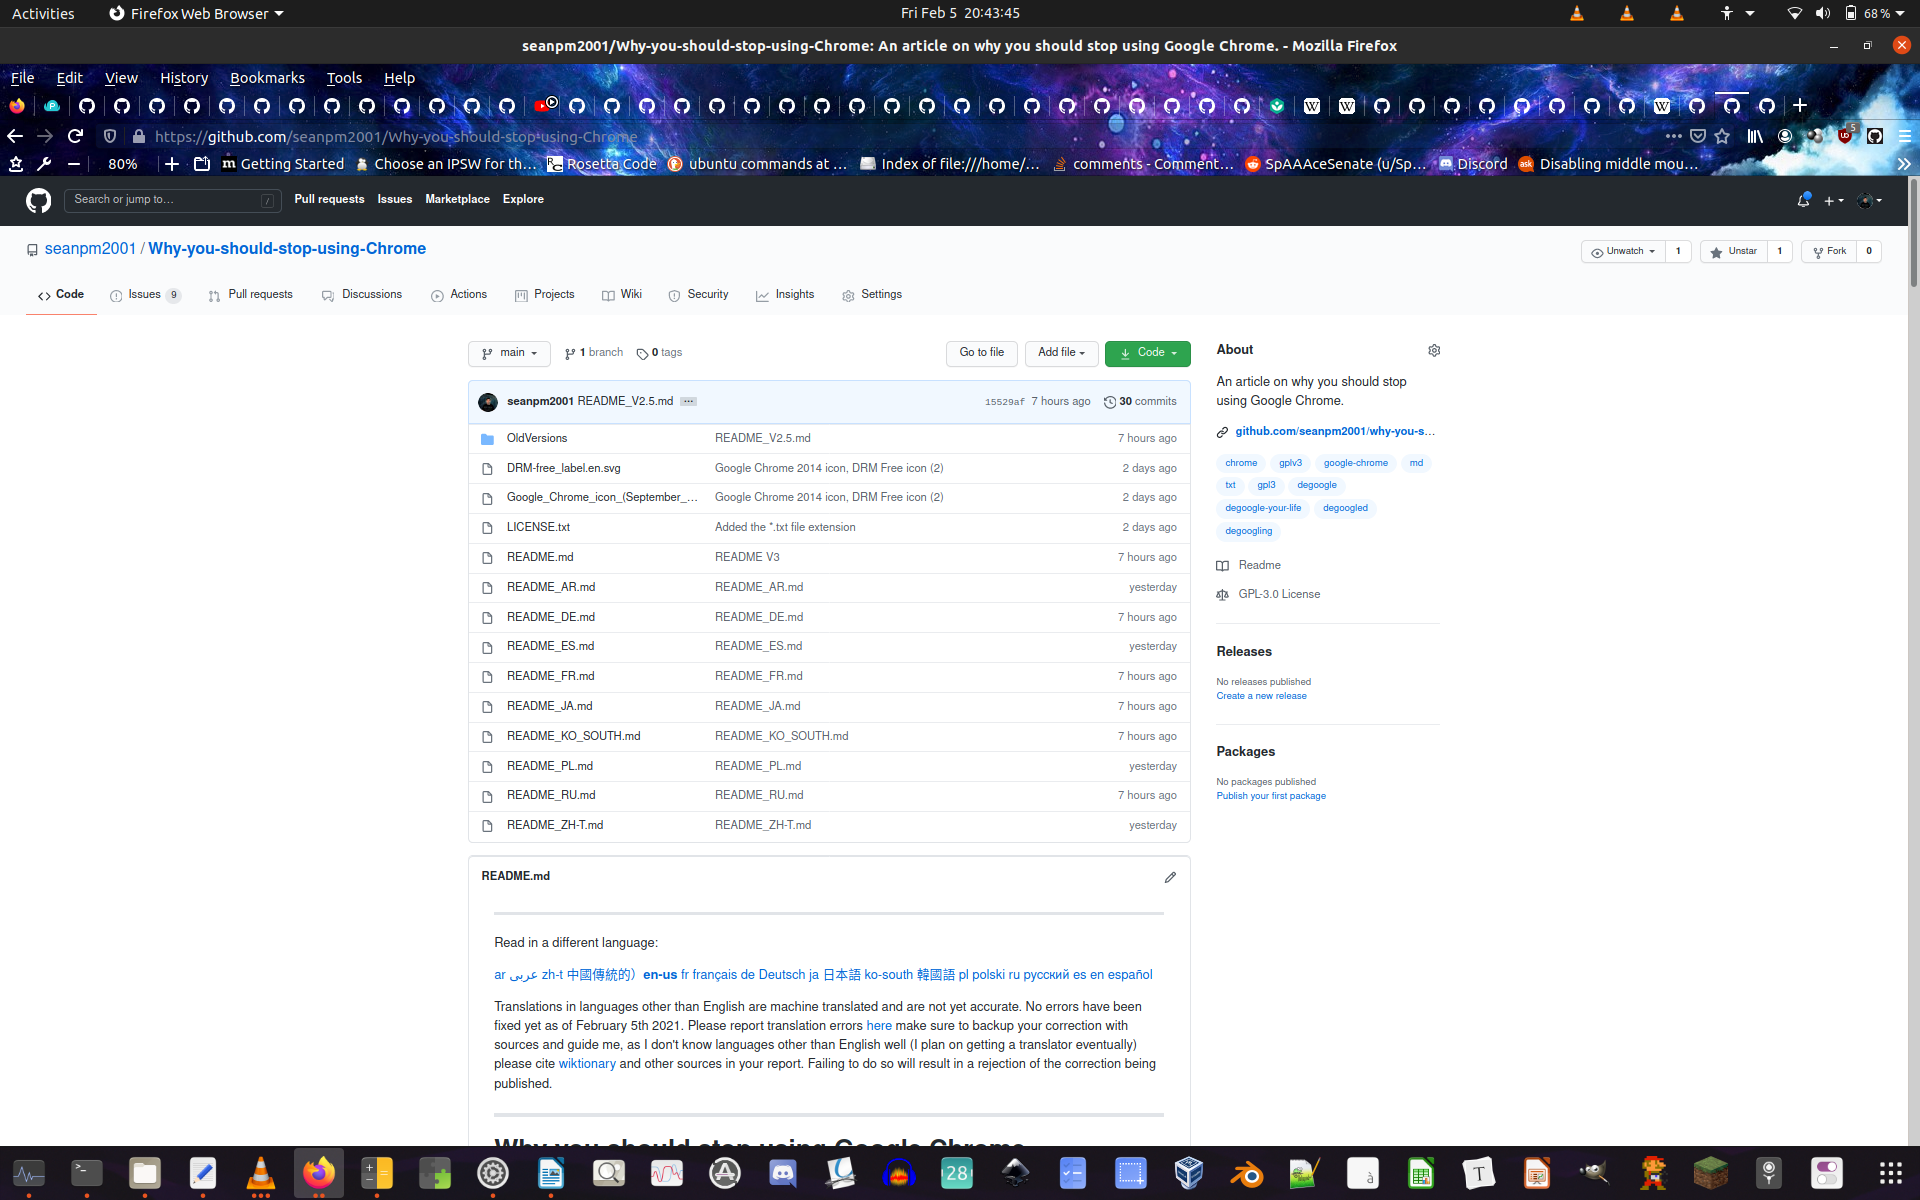 Activities Firefox Web Browser Fri Feb 5 20:43:45 68 %
seanpm2001/Why-you-should-stop-using-Chrome: An article on why you should stop using Google Chrome. - Mozilla Firefox
File Edit View History Bookmarks Tools Help
https://github.com/seanpm2001/Why-you-should-stop-using-Chrome 5
80% Getting Started Choose an IPSW for th… Rosetta Code ubuntu commands at … Index of file:///home/… comments - Comment… SpAAAceSenate (u/Sp… Discord Disabling middle mou…
Search or jump to… / Pull requests Issues Marketplace Explore
seanpm2001 / Why-you-should-stop-using-Chrome Unwatch 1 Unstar 1 Fork 0
Code Issues 9 Pull requests Discussions Actions Projects Wiki Security Insights Settings
main 1 branch 0 tags Go to file Add file Code
seanpm2001 README_V2.5.md … 15529af 7 hours ago 30 commits
OldVersions README_V2.5.md 7 hours ago
DRM-free_label.en.svg Google Chrome 2014 icon, DRM Free icon (2) 2 days ago
Google_Chrome_icon_(September_… Google Chrome 2014 icon, DRM Free icon (2) 2 days ago
LICENSE.txt Added the *.txt file extension 2 days ago
README.md README V3 7 hours ago
README_AR.md README_AR.md yesterday
README_DE.md README_DE.md 7 hours ago
README_ES.md README_ES.md yesterday
README_FR.md README_FR.md 7 hours ago
README_JA.md README_JA.md 7 hours ago
README_KO_SOUTH.md README_KO_SOUTH.md 7 hours ago
README_PL.md README_PL.md yesterday
README_RU.md README_RU.md 7 hours ago
README_ZH-T.md README_ZH-T.md yesterday
About
An article on why you should stop
using Google Chrome.
github.com/seanpm2001/why-you-s…
chrome gplv3 google-chrome md
txt gpl3 degoogle
degoogle-your-life degoogled
degoogling
Readme
GPL-3.0 License
Releases
No releases published
Create a new release
Packages
No packages published
Publish your first package
README.md
Read in a different language:
ar عربى zh-t 中國傳統的）en-us fr français de Deutsch ja 日本語 ko-south 韓國語 pl polski ru русский es en español
Translations in languages other than English are machine translated and are not yet accurate. No errors have been
fixed yet as of February 5th 2021. Please report translation errors here make sure to backup your correction with
sources and guide me, as I don't know languages other than English well (I plan on getting a translator eventually)
please cite wiktionary and other sources in your report. Failing to do so will result in a rejection of the correction being
published.
Why you should stop using Google Chrome
28